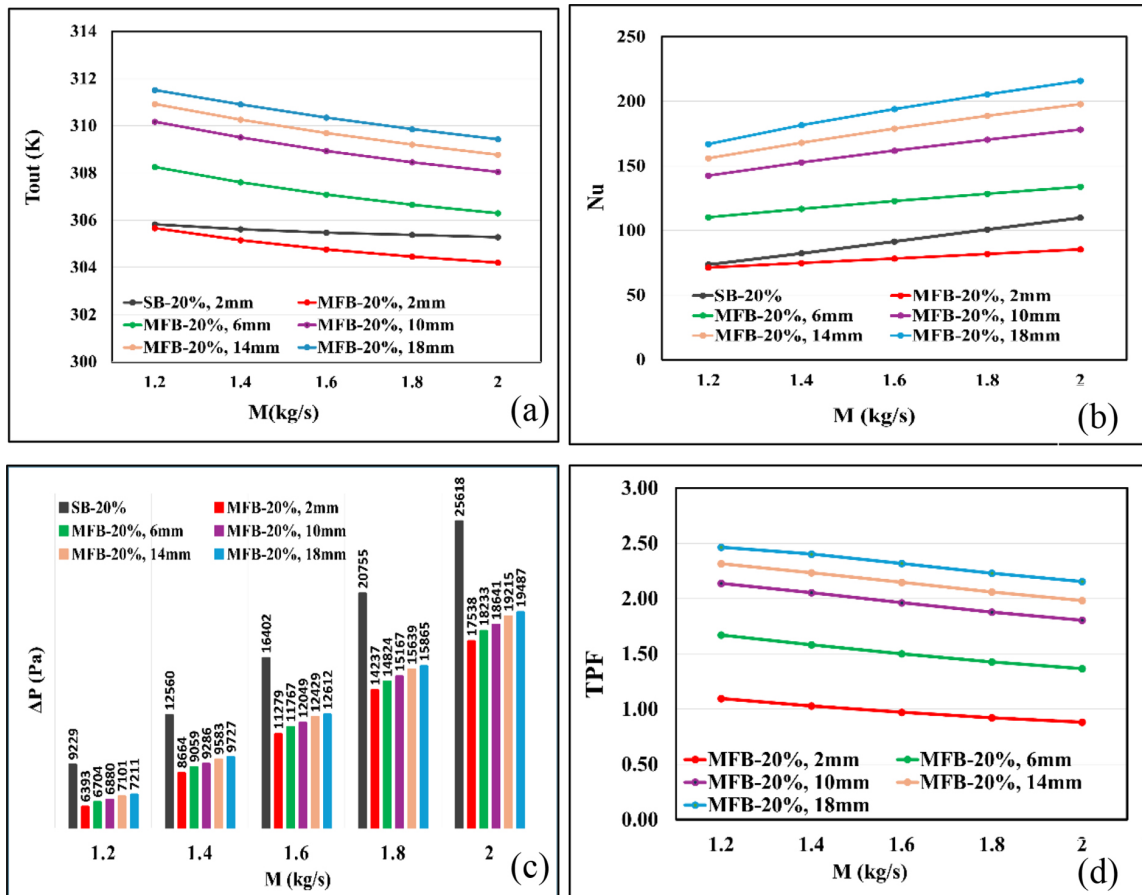 314
312
310
308
306
304
302
300
Tout (K)
SB-20%, 2mm
MFB-20%, 2mm
MFB-20%, 6mm
MFB-20%, 10mm
MFB-20%, 14mm
MFB-20%, 18mm
1.2 1.4 1.6 1.8 2
M(kg/s)
(a)
250
200
150
100
50
0
Nu
SB-20%
MFB-20%, 2mm
MFB-20%, 6mm
MFB-20%, 10mm
MFB-20%, 14mm
MFB-20%, 18mm
1.2 1.4 1.6 1.8 2
M (kg/s)
(b)
SB-20%
MFB-20%, 2mm
MFB-20%, 6mm
MFB-20%, 10mm
MFB-20%, 14mm
MFB-20%, 18mm
ΔP (Pa)
9229
6393
6704
6880
7101
7211
12560
8664
9059
9286
9583
9727
16402
11279
11767
12049
12429
12612
20755
14237
14824
15167
15639
15865
25618
17538
18233
18641
19215
19487
1.2 1.4 1.6 1.8 2
M (kg/s)
(c)
3.00
2.50
2.00
1.50
1.00
0.50
0.00
TPF
MFB-20%, 2mm
MFB-20%, 6mm
MFB-20%, 10mm
MFB-20%, 14mm
MFB-20%, 18mm
1.2 1.4 1.6 1.8 2
M (kg/s)
(d)